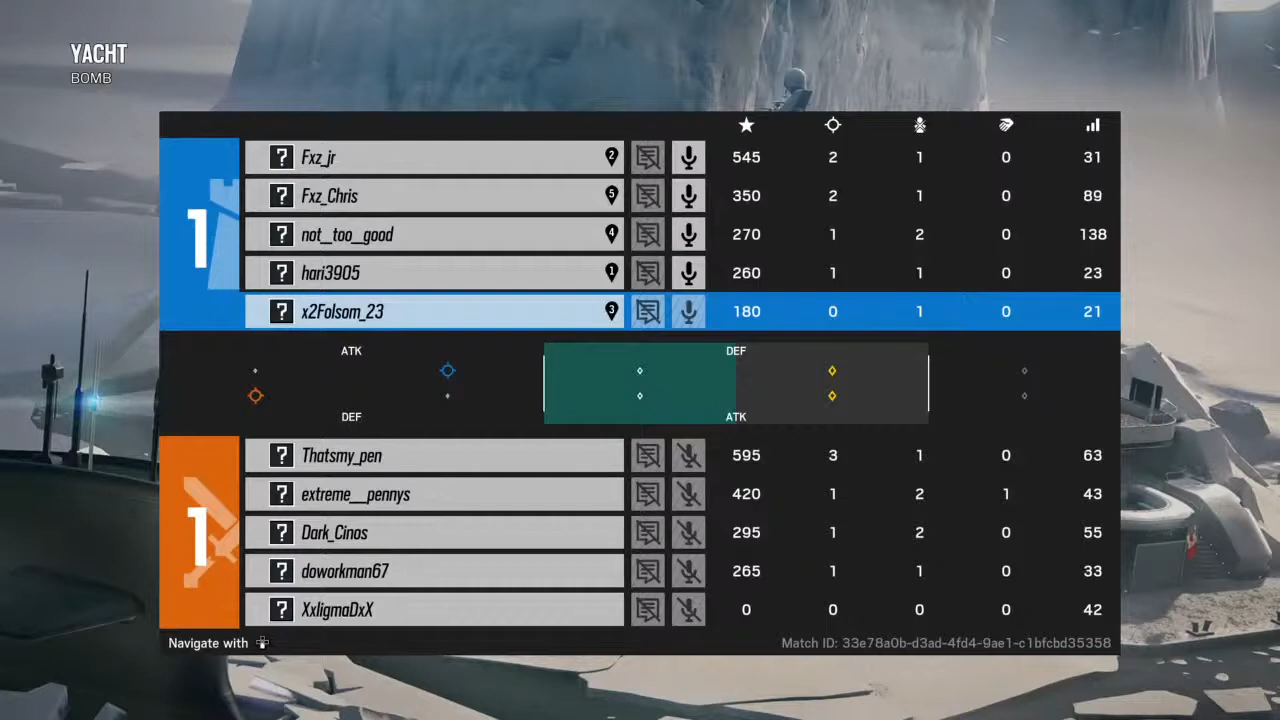 YACHT
BOMB
? Fxz_jr 2 545 2 1 0 31
? Fxz_Chris 5 350 2 1 0 89
? not_too_good 4 270 1 2 0 138
? hari3905 1 260 1 1 0 23
? x2Folsom_23 3 180 0 1 0 21
1
ATK DEF
DEF ATK
? Thatsmy_pen 595 3 1 0 63
? extreme__pennys 420 1 2 1 43
? Dark_Cinos 295 1 2 0 55
? doworkman67 265 1 1 0 33
? XxligmaDxX 0 0 0 0 42
1
Navigate with
Match ID: 33e78a0b-d3ad-4fd4-9ae1-c1bfcbd35358